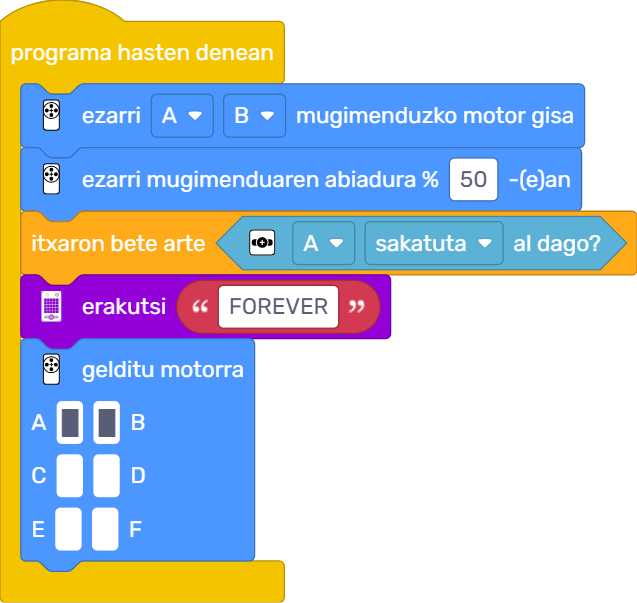 programa hasten denean
ezarri A B mugimenduzko motor gisa
ezarri mugimenduaren abiadura % 50 -(e)an
itxaron bete arte A sakatuta al dago?
erakutsi “ FOREVER ”
gelditu motorra
A B
C D
E F